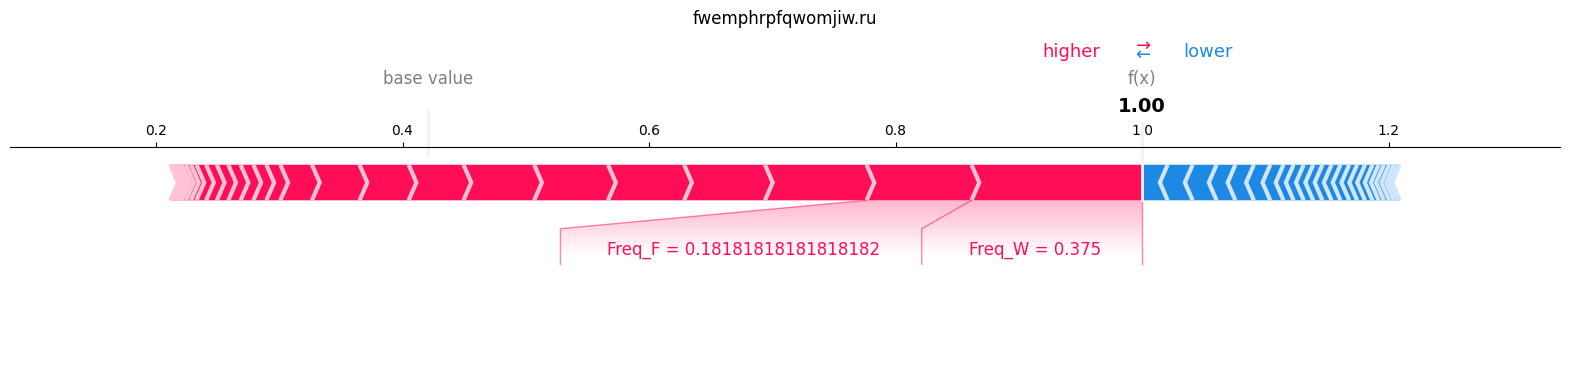 fwemphrpfqwomjiw.ru
higher → ← lower
base value f(x)
1.00
0.2 0.4 0.6 0.8 1.0 1.2
Freq_F = 0.18181818181818182 Freq_W = 0.375